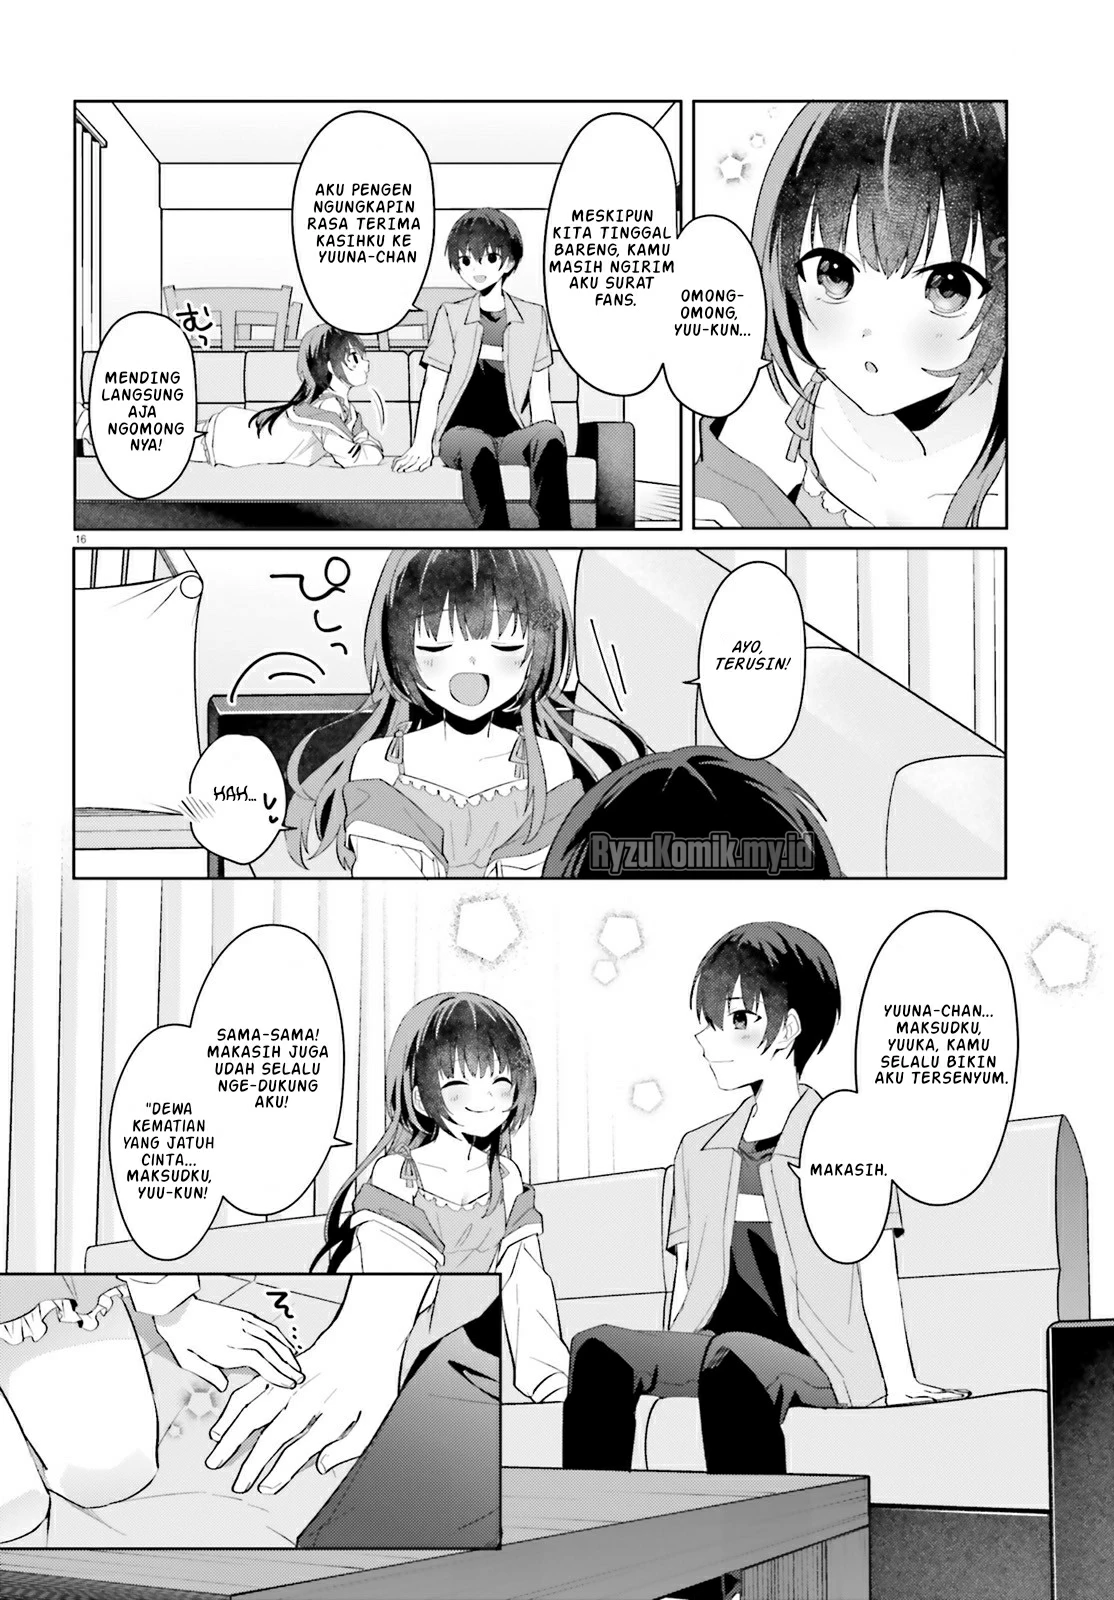 OMONG-
OMONG,
YUU-KUN...
MESKIPUN
KITA TINGGAL
BARENG, KAMU
MASIH NGIRIM
AKU SURAT
FANS.
AKU PENGEN
NGUNGKAPIN
RASA TERIMA
KASIHKU KE
YUUNA-CHAN
む
MENDING
LANGSUNG
AJA
NGOMONG
NYA!
16
AYO,
TERUSIN!
HAH...
RyzuKomik.my.id
YUUNA-CHAN...
MAKSUDKU,
YUUKA, KAMU
SELALU BIKIN
AKU TERSENYUM.
MAKASIH.
SAMA-SAMA!
MAKASIH JUGA
UDAH SELALU
NGE-DUKUNG
AKU!
"DEWA
KEMATIAN
YANG JATUH
CINTA...
MAKSUDKU,
YUU-KUN!